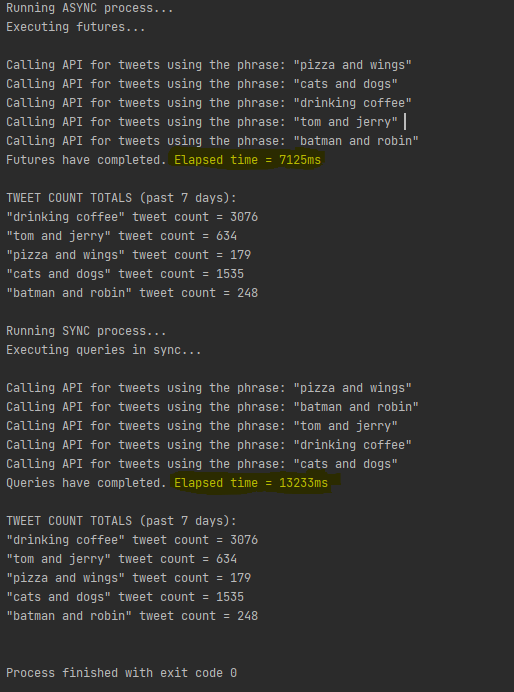 Running ASYNC process...
Executing futures...
Calling API for tweets using the phrase: "pizza and wings"
Calling API for tweets using the phrase: "cats and dogs"
Calling API for tweets using the phrase: "drinking coffee"
Calling API for tweets using the phrase: "tom and jerry"
Calling API for tweets using the phrase: "batman and robin"
Futures have completed. Elapsed time = 7125ms
TWEET COUNT TOTALS (past 7 days):
"drinking coffee" tweet count = 3076
"tom and jerry" tweet count = 634
"pizza and wings" tweet count = 179
"cats and dogs" tweet count = 1535
"batman and robin" tweet count = 248
Running SYNC process...
Executing queries in sync...
Calling API for tweets using the phrase: "pizza and wings"
Calling API for tweets using the phrase: "batman and robin"
Calling API for tweets using the phrase: "tom and jerry"
Calling API for tweets using the phrase: "drinking coffee"
Calling API for tweets using the phrase: "cats and dogs"
Queries have completed. Elapsed time = 13233ms
TWEET COUNT TOTALS (past 7 days):
"drinking coffee" tweet count = 3076
"tom and jerry" tweet count = 634
"pizza and wings" tweet count = 179
"cats and dogs" tweet count = 1535
"batman and robin" tweet count = 248
Process finished with exit code 0